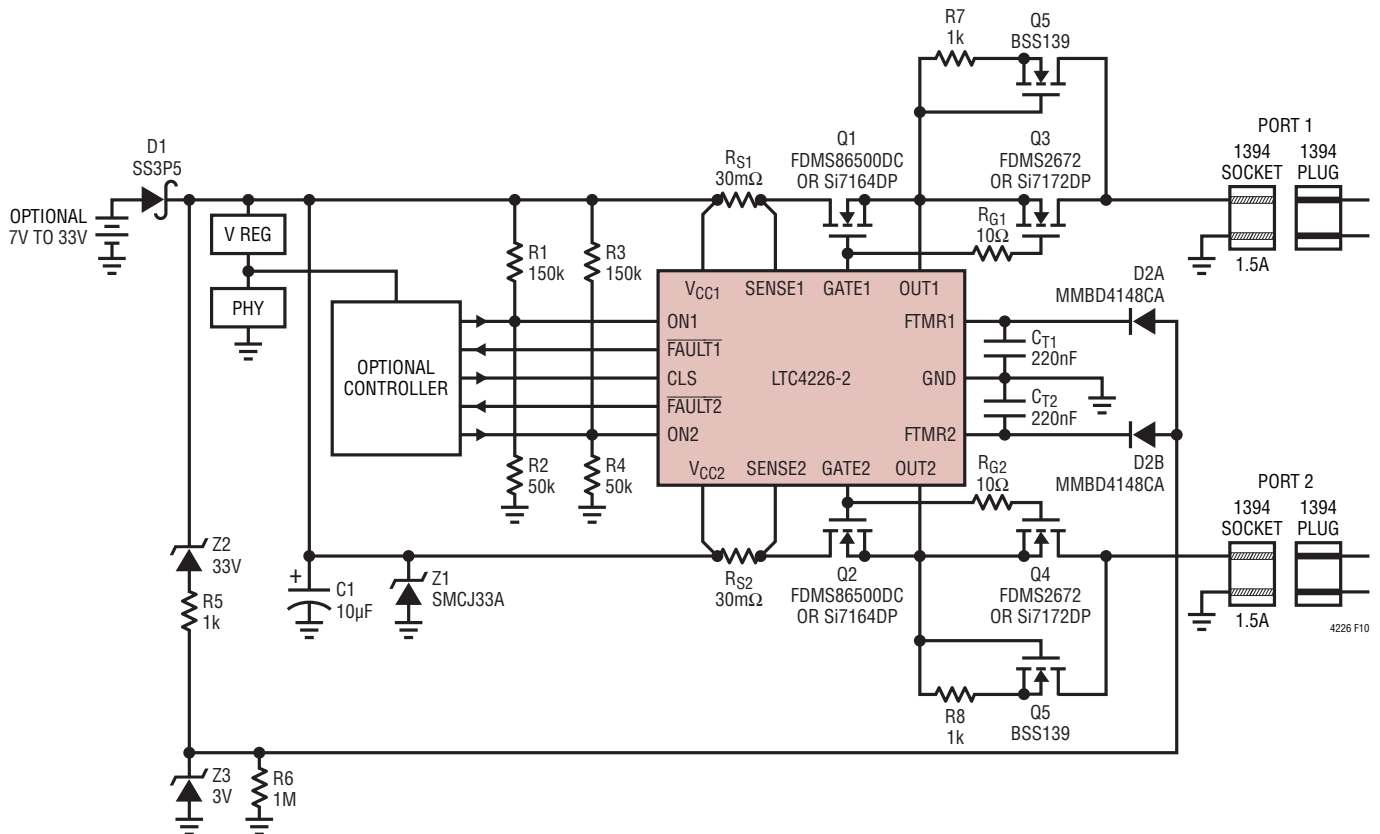 R7
1k
Q5
BSS139
D1
SS3P5
RS1
30mΩ
Q1
FDMS86500DC
OR Si7164DP
Q3
FDMS2672
OR Si7172DP
PORT 1
1394
SOCKET
1394
PLUG
OPTIONAL
7V TO 33V
V REG
PHY
R1
150k
R3
150k
RG1
10Ω
1.5A
D2A
MMBD4148CA
OPTIONAL
CONTROLLER
VCC1
SENSE1
GATE1
OUT1
ON1
FAULT1
CLS
FAULT2
ON2
LTC4226-2
FTMR1
GND
FTMR2
VCC2
SENSE2
GATE2
OUT2
CT1
220nF
CT2
220nF
D2B
MMBD4148CA
R2
50k
R4
50k
RG2
10Ω
PORT 2
1394
SOCKET
1394
PLUG
Z2
33V
R5
1k
C1
10µF
+
Z1
SMCJ33A
RS2
30mΩ
Q2
FDMS86500DC
OR Si7164DP
Q4
FDMS2672
OR Si7172DP
1.5A
4226 F10
R8
1k
Q5
BSS139
Z3
3V
R6
1M